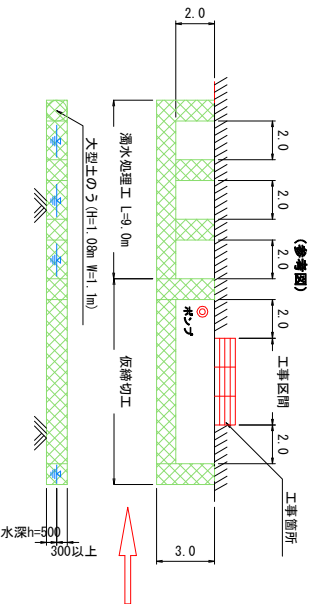 (参考図)
2.0
2.0
2.0
2.0
2.0
工事区間
2.0
工事箇所
ポンプ
3.0
濁水処理工 L=9.0m
仮締切工
大型土のう(H=1.08m W=1.1m)
水深h=500
300以上